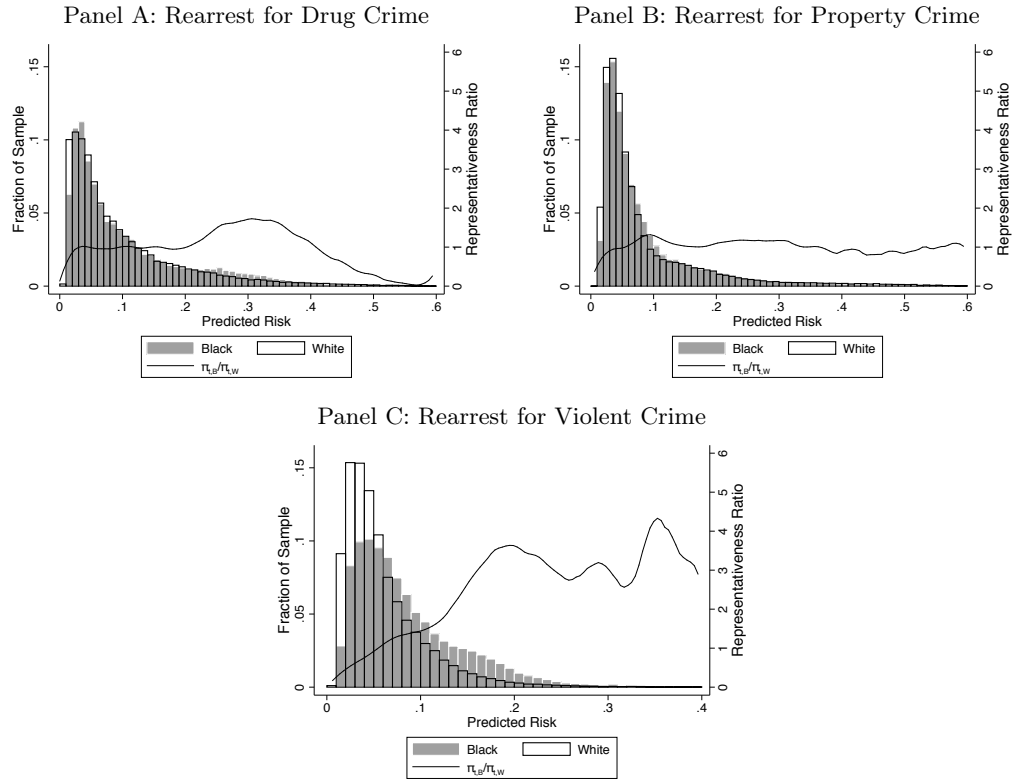 Panel A: Rearrest for Drug Crime
Fraction of Sample
0 .05 .1 .15
Representativeness Ratio
0 1 2 3 4 5 6
0 .1 .2 .3 .4 .5 .6
Predicted Risk
Black White
π_{t,B}/π_{t,W}
Panel B: Rearrest for Property Crime
Fraction of Sample
0 .05 .1 .15
Representativeness Ratio
0 1 2 3 4 5 6
0 .1 .2 .3 .4 .5 .6
Predicted Risk
Black White
π_{t,B}/π_{t,W}
Panel C: Rearrest for Violent Crime
Fraction of Sample
0 .05 .1 .15
Representativeness Ratio
0 1 2 3 4 5 6
0 .1 .2 .3 .4
Predicted Risk
Black White
π_{t,B}/π_{t,W}